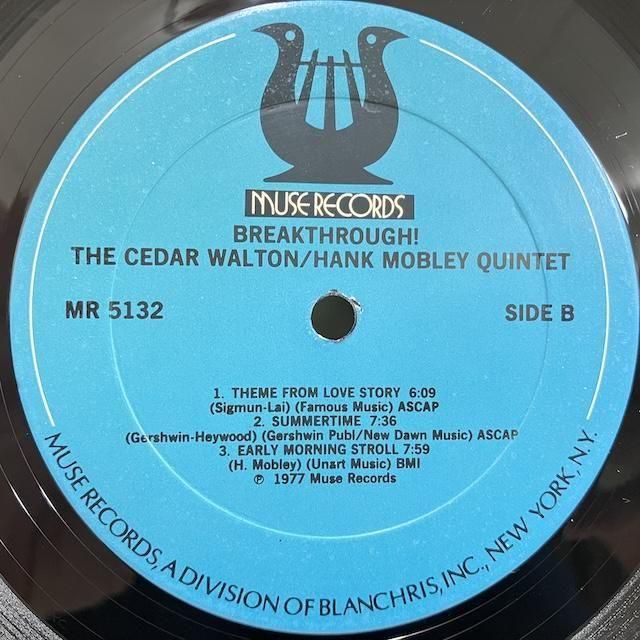 MUSE RECORDS
BREAKTHROUGH!
THE CEDAR WALTON/HANK MOBLEY QUINTET
MR 5132
SIDE B
1. THEME FROM LOVE STORY 6:09
(Sigmun-Lai) (Famous Music) ASCAP
2. SUMMERTIME 7:36
(Gershwin-Heywood) (Gershwin Publ/New Dawn Music) ASCAP
3. EARLY MORNING STROLL 7:59
(H. Mobley) (Unart Music) BMI
℗ 1977 Muse Records
MUSE RECORDS, A DIVISION OF BLANCHRIS, INC., NEW YORK, N.Y.